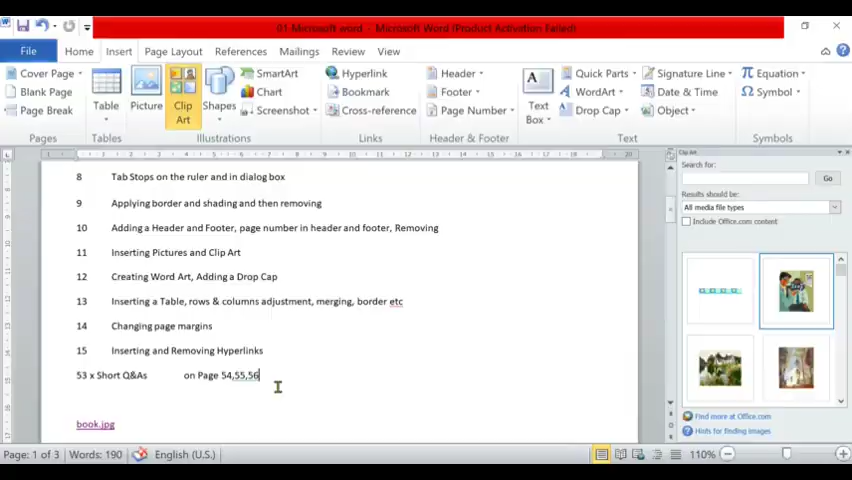 01-Microsoft word - Microsoft Word (Product Activation Failed)
File Home Insert Page Layout References Mailings Review View
Cover Page
Blank Page
Page Break
Pages
Table
Tables
Picture
Clip Art
Shapes
SmartArt
Chart
Screenshot
Illustrations
Hyperlink
Bookmark
Cross-reference
Links
Header
Footer
Page Number
Header & Footer
Text Box
Quick Parts
WordArt
Drop Cap
Signature Line
Date & Time
Object
Text
Equation
Symbol
Symbols
8 Tab Stops on the ruler and in dialog box
9 Applying border and shading and then removing
10 Adding a Header and Footer, page number in header and footer, Removing
11 Inserting Pictures and Clip Art
12 Creating Word Art, Adding a Drop Cap
13 Inserting a Table, rows & columns adjustment, merging, border etc
14 Changing page margins
15 Inserting and Removing Hyperlinks
53 x Short Q&As on Page 54,55,56
book.jpg
Clip Art
Search for:
Go
Results should be:
All media file types
Include Office.com content
Find more at Office.com
Hints for finding images
Page: 1 of 3 Words: 190 English (U.S.) 110%